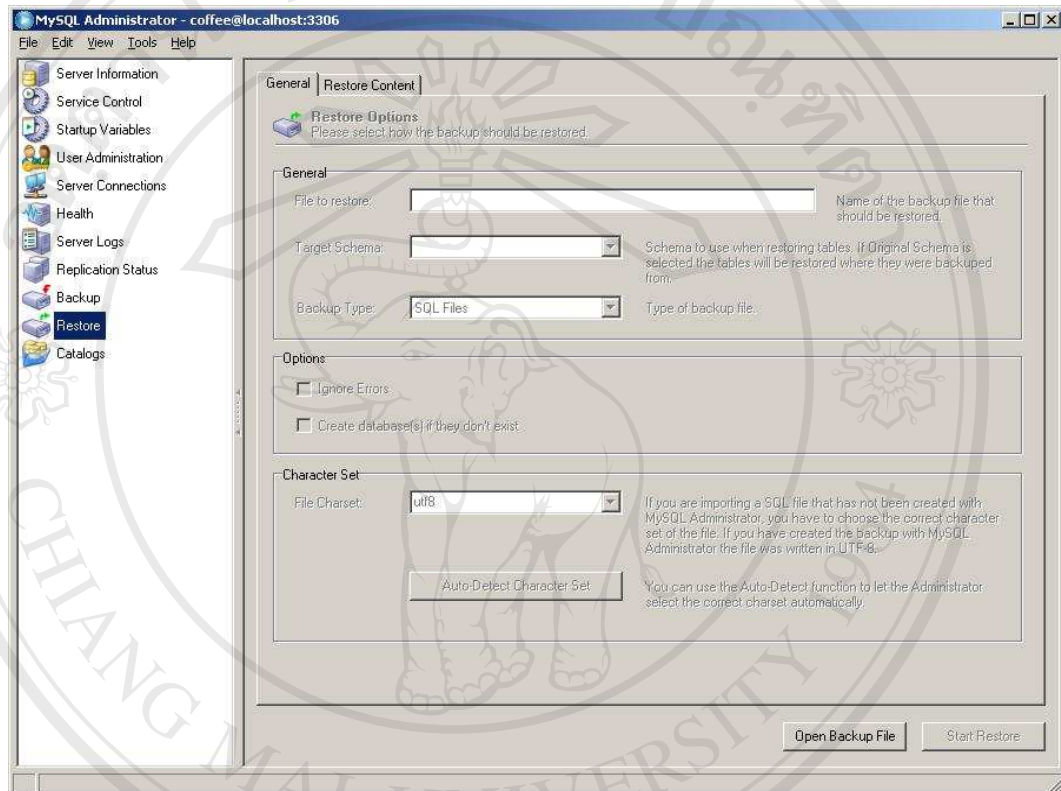 MySQL Administrator - coffee@localhost:3306
File Edit View Tools Help
Server Information
Service Control
Startup Variables
User Administration
Server Connections
Health
Server Logs
Replication Status
Backup
Restore
Catalogs
General
Restore Content
Restore Options
Please select how the backup should be restored.
General
File to restore:
Name of the backup file that
should be restored.
Target Schema:
Schema to use when restoring tables. If Original Schema is
selected the tables will be restored where they were backuped
from.
Backup Type:
SQL Files
Type of backup file.
Options
Ignore Errors
Create database(s) if they don't exist
Character Set
File Charset:
utf8
If you are importing a SQL file that has not been created with
MySQL Administrator, you have to choose the correct character
set of the file. If you have created the backup with MySQL
Administrator the file was written in UTF-8.
Auto-Detect Character Set
You can use the Auto-Detect function to let the Administrator
select the correct charset automatically.
Open Backup File
Start Restore
CHIANG MAI UNIVERSITY 1964